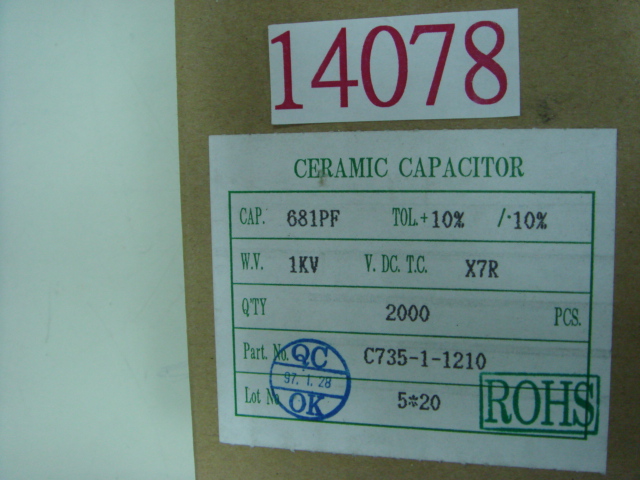 14078
CERAMIC CAPACITOR
CAP. 681PF TOL.+10% /-10%
W.V. 1KV V. DC. T.C. X7R
Q'TY 2000 PCS.
Part. No. C735-1-1210
Lot No 5*20
QC
97. 1. 28
OK
ROHS